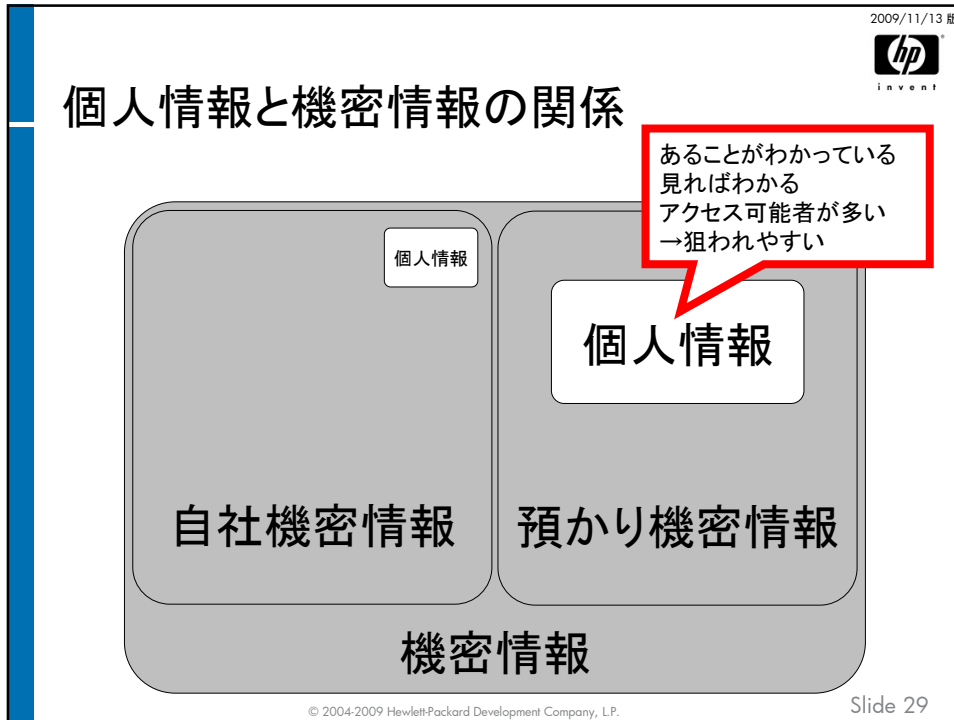 2009/11/13 版
hp
invent
個人情報と機密情報の関係
あることがわかっている
見ればわかる
アクセス可能者が多い
→狙われやすい
個人情報
個人情報
自社機密情報
預かり機密情報
機密情報
© 2004-2009 Hewlett-Packard Development Company, L.P.
Slide 29